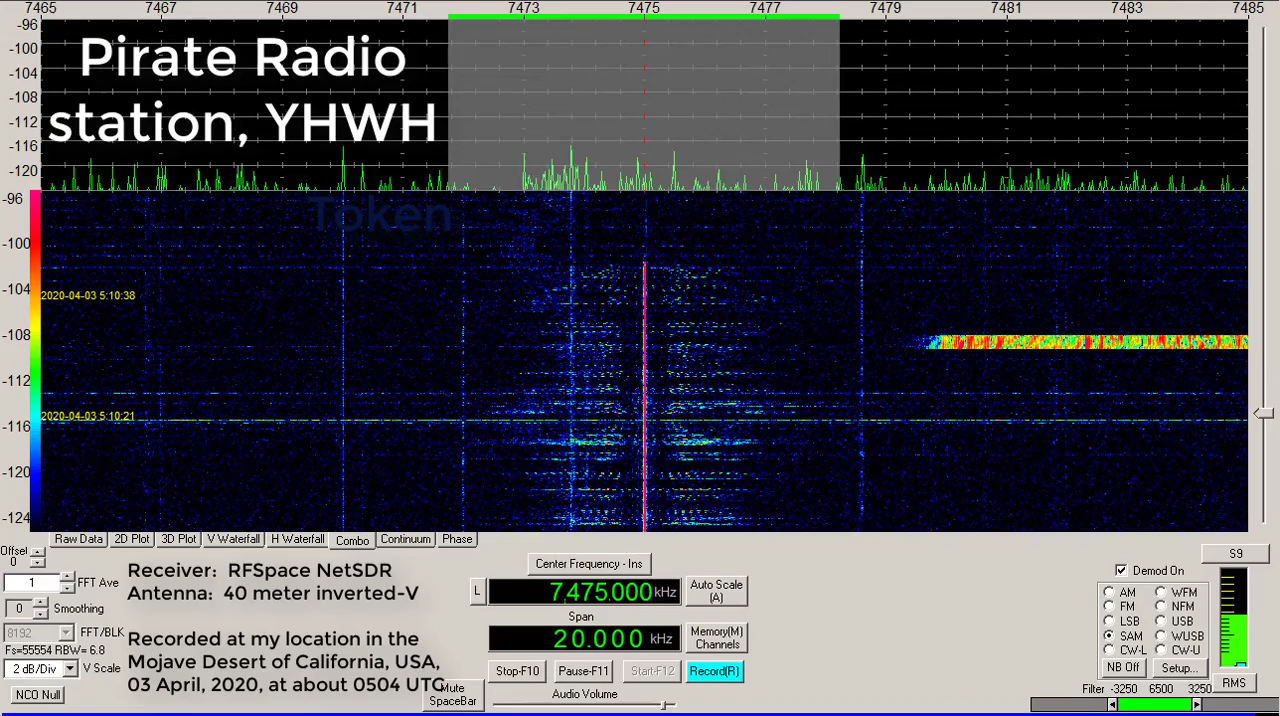 7465 7467 7469 7471 7473 7475 7477 7479 7481 7483 7485
-96
-100
-104
-108
-112
-116
-120
Pirate Radio
station, YHWH
Token
-96
-100
-104
-108
-112
-116
-120
-124
2020-04-03 5:10:38
2020-04-03 5:10:21
Raw Data 2D Plot 3D Plot V Waterfall H Waterfall Combo Continuum Phase
Offset
0
1 FFT Ave
0 Smoothing
8192 FFT/BLK
Fs=55554 RBW= 6.8
2 dB/Div V Scale
NCO Null
Receiver: RFSpace NetSDR
Antenna: 40 meter inverted-V
Recorded at my location in the
Mojave Desert of California, USA,
03 April, 2020, at about 0504 UTC
Mute
SpaceBar
Center Frequency - Ins
L 7,475.000 kHz
Auto Scale
(A)
Span
20.000 kHz
Memory(M)
Channels
Stop-F10 Pause-F11 Start-F12 Record(R)
Audio Volume
S9
Demod On
AM WFM
FM NFM
LSB USB
SAM WUSB
CW-L CW-U
NB Off Setup...
RMS
Filter -3250 6500 3250